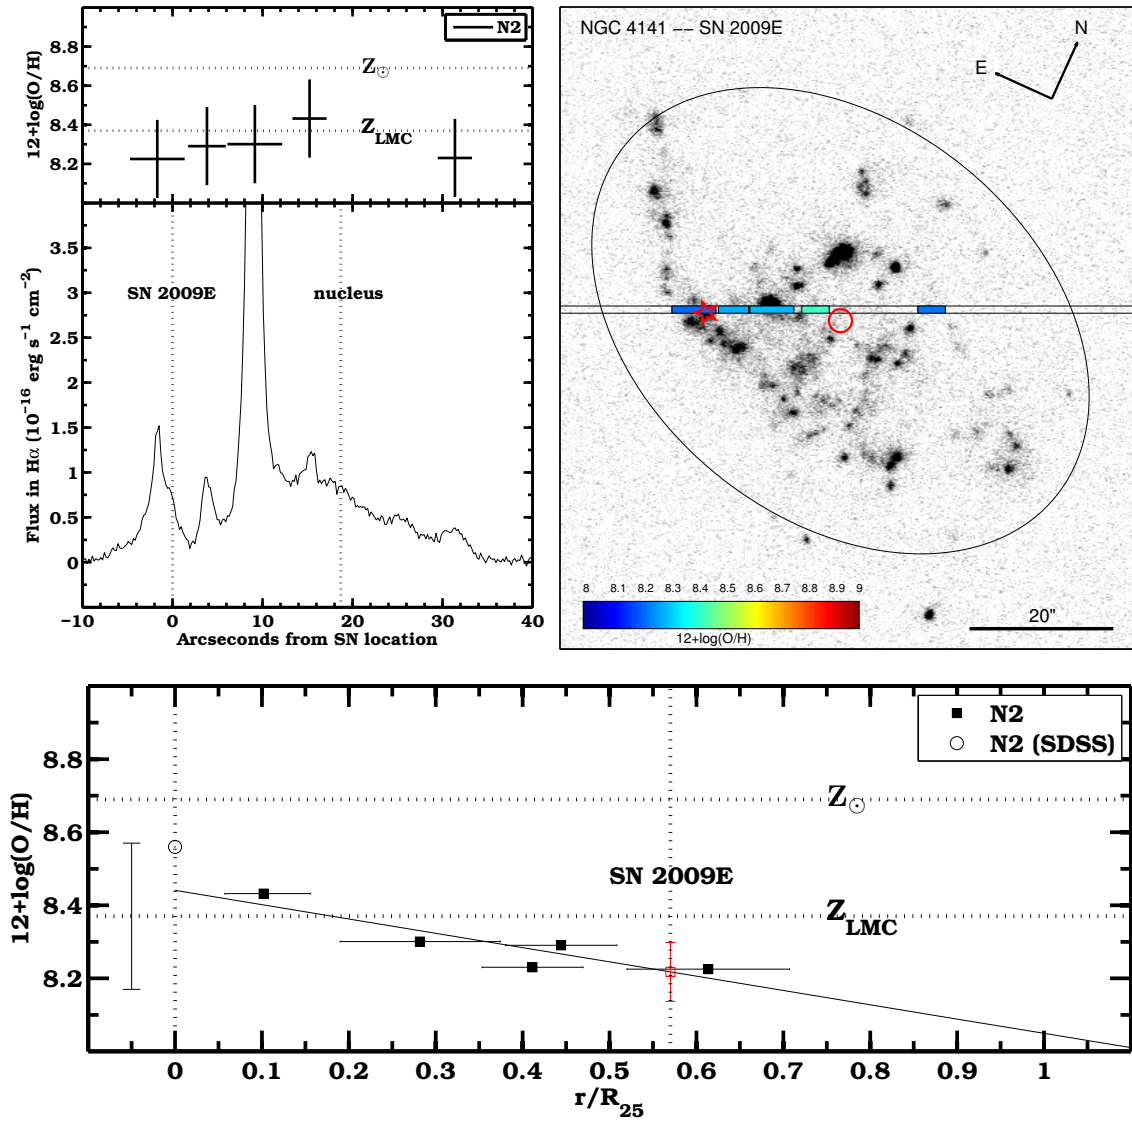 N2
8.8
8.6
8.4
8.2
12+log(O/H)
Z⊙
Z_LMC
3.5
3
2.5
2
1.5
1
0.5
0
Flux in Hα (10⁻¹⁶ erg s⁻¹ cm⁻²)
SN 2009E
nucleus
−10 0 10 20 30 40
Arcseconds from SN location
NGC 4141 −− SN 2009E
N
E
8 8.1 8.2 8.3 8.4 8.5 8.6 8.7 8.8 8.9 9
12+log(O/H)
20"
N2
N2 (SDSS)
8.8
8.6
8.4
8.2
12+log(O/H)
Z⊙
SN 2009E
Z_LMC
0 0.1 0.2 0.3 0.4 0.5 0.6 0.7 0.8 0.9 1
r/R₂₅